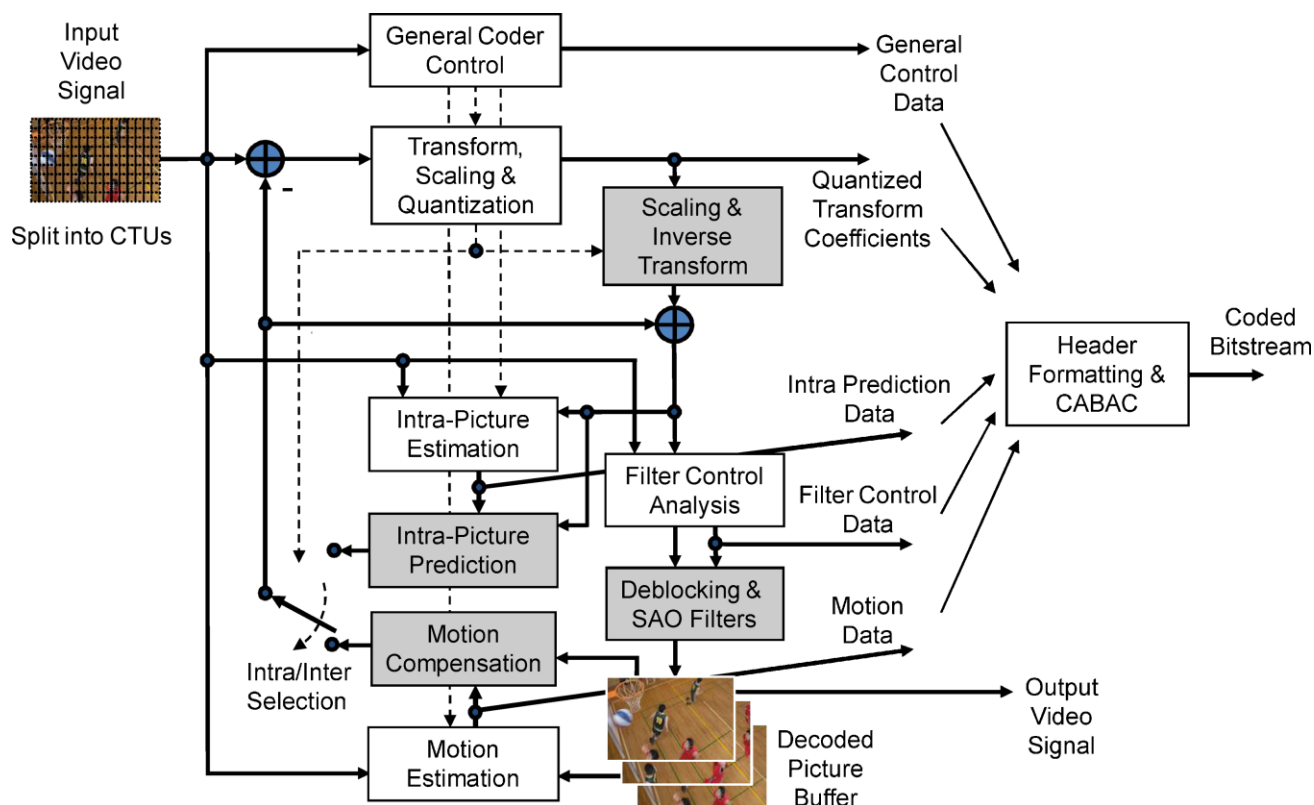 Input
Video
Signal
Split into CTUs
General Coder
Control
General
Control
Data
Transform,
Scaling &
Quantization
-
Quantized
Transform
Coefficients
Scaling &
Inverse
Transform
Header
Formatting &
CABAC
Coded
Bitstream
Intra-Picture
Estimation
Intra Prediction
Data
Filter Control
Analysis
Filter Control
Data
Intra-Picture
Prediction
Deblocking &
SAO Filters
Motion
Data
Motion
Compensation
Intra/Inter
Selection
Output
Video
Signal
Motion
Estimation
Decoded
Picture
Buffer